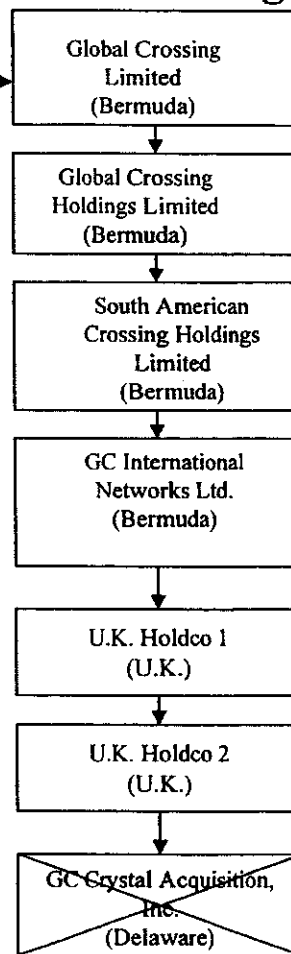 Global Crossing
Limited
(Bermuda)
Global Crossing
Holdings Limited
(Bermuda)
South American
Crossing Holdings
Limited
(Bermuda)
GC International
Networks Ltd.
(Bermuda)
U.K. Holdco 1
(U.K.)
U.K. Holdco 2
(U.K.)
GC Crystal Acquisition,
Inc.
(Delaware)